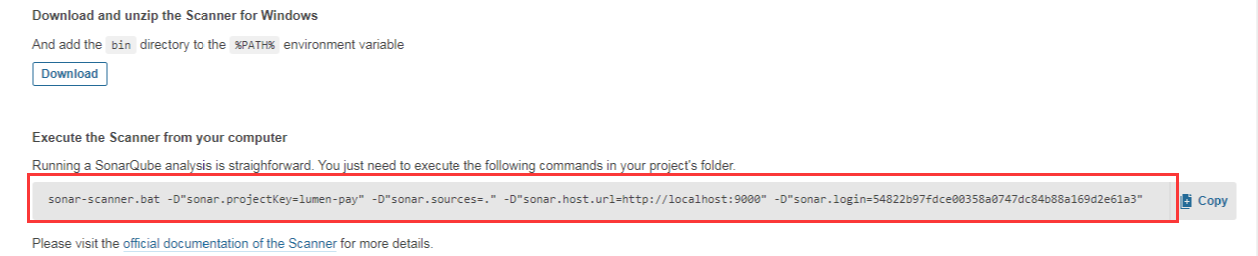 Download and unzip the Scanner for Windows
And add the bin directory to the %PATH% environment variable
Download
Execute the Scanner from your computer
Running a SonarQube analysis is straighforward. You just need to execute the following commands in your project's folder.
sonar-scanner.bat -D"sonar.projectKey=lumen-pay" -D"sonar.sources=." -D"sonar.host.url=http://localhost:9000" -D"sonar.login=54822b97fdce00358a0747dc84b88a169d2e61a3"
Copy
Please visit the official documentation of the Scanner for more details.